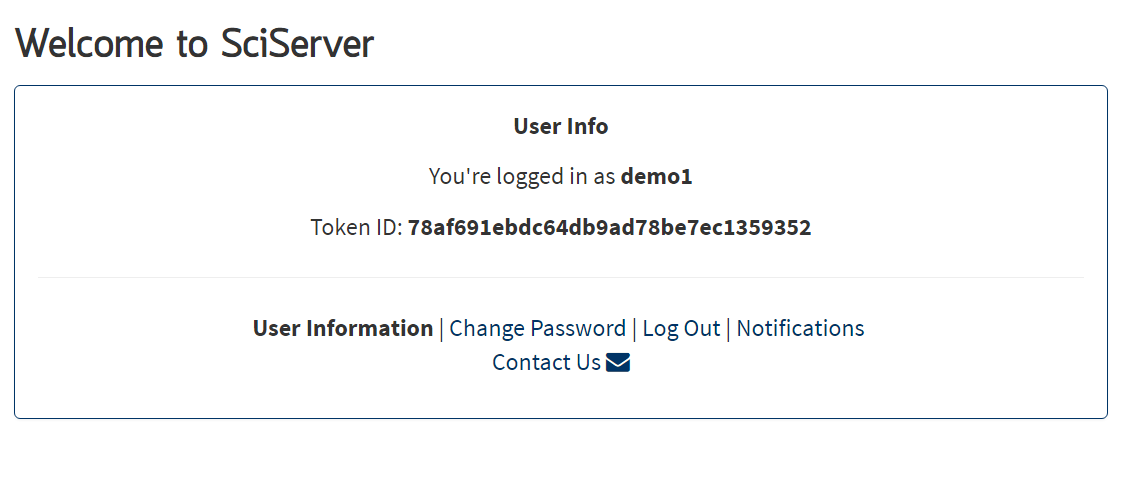 Welcome to SciServer
User Info
You're logged in as demo1
Token ID: 78af691ebdc64db9ad78be7ec1359352
User Information | Change Password | Log Out | Notifications
Contact Us